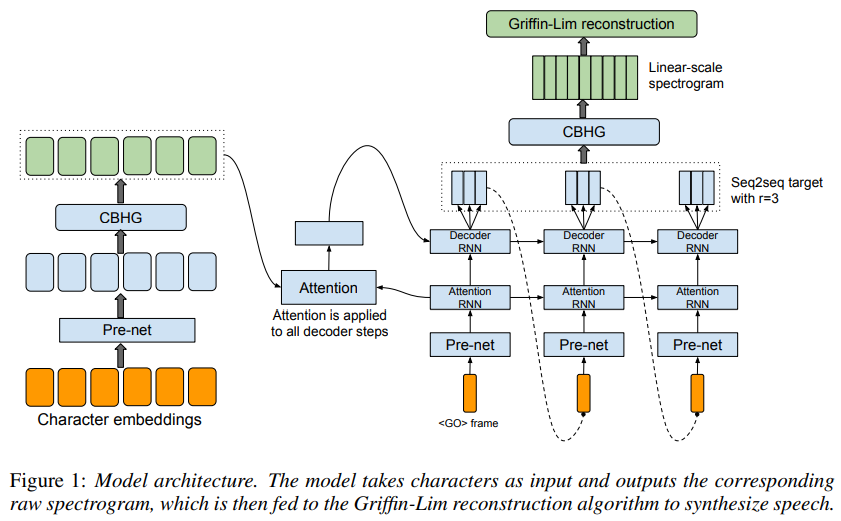 Griffin-Lim reconstruction
Linear-scale
spectrogram
CBHG
Seq2seq target
with r=3
CBHG
Decoder
RNN
Decoder
RNN
Decoder
RNN
Attention
Attention
RNN
Attention
RNN
Attention
RNN
Attention is applied
to all decoder steps
Pre-net
Pre-net
Pre-net
Pre-net
Character embeddings
<GO> frame
Figure 1: Model architecture. The model takes characters as input and outputs the corresponding
raw spectrogram, which is then fed to the Griffin-Lim reconstruction algorithm to synthesize speech.